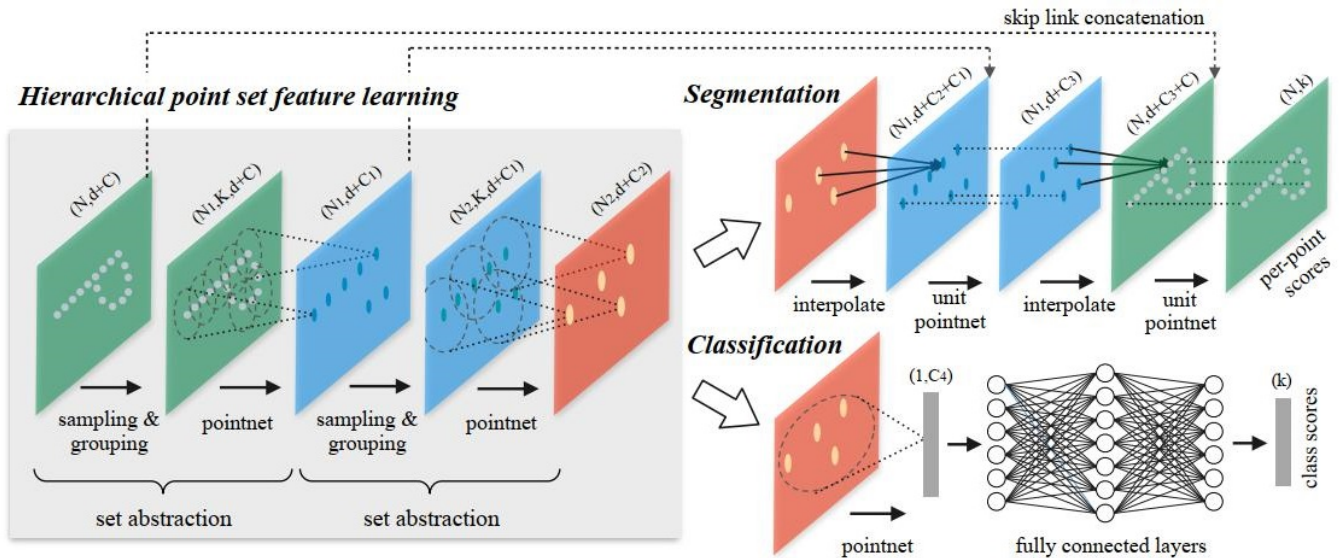 skip link concatenation
Hierarchical point set feature learning
(N,d+C)
(N1,K,d+C)
(N1,d+C1)
(N2,K,d+C1)
(N2,d+C2)
sampling &
grouping
pointnet
sampling &
grouping
pointnet
set abstraction
set abstraction
Segmentation
(N1,d+C2+C1)
(N1,d+C3)
(N,d+C3+C)
(N,k)
interpolate
unit
pointnet
interpolate
unit
pointnet
per-point
scores
Classification
(1,C4)
(k)
class scores
pointnet
fully connected layers